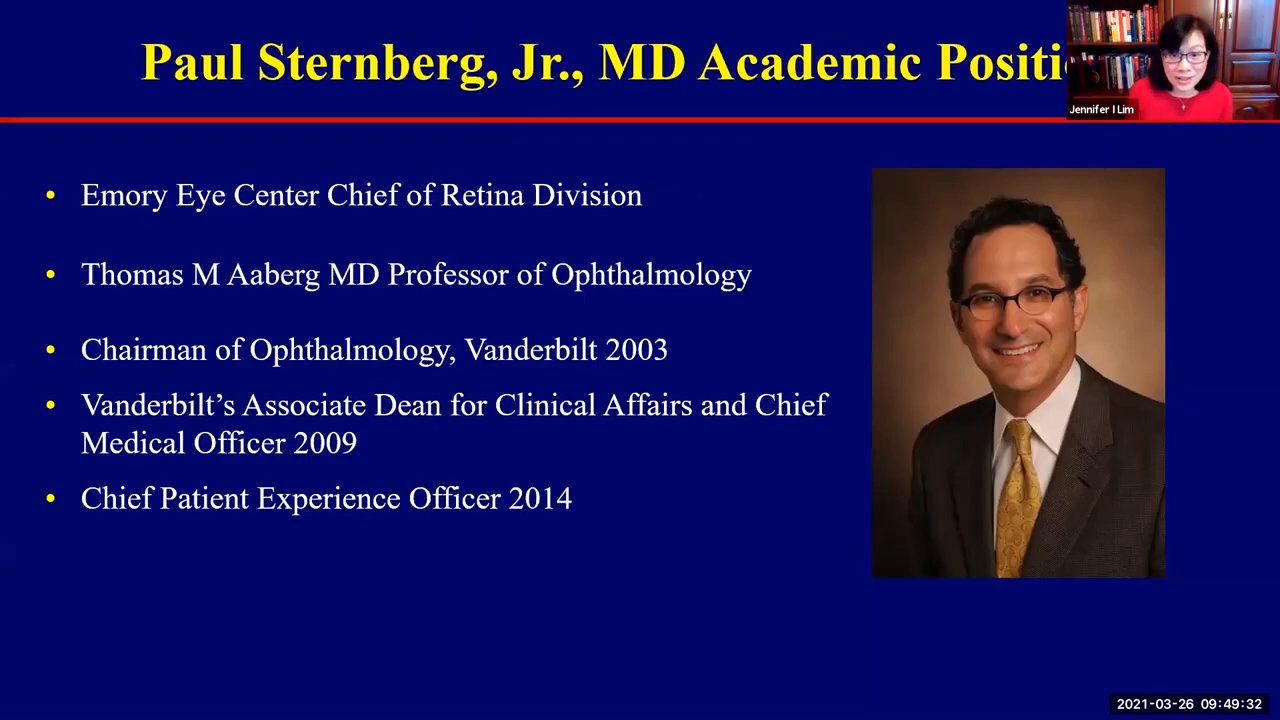 Paul Sternberg, Jr., MD Academic
Jennifer I Lim
• Emory Eye Center Chief of Retina Division
• Thomas M Aaberg MD Professor of Ophthalmology
• Chairman of Ophthalmology, Vanderbilt 2003
• Vanderbilt’s Associate Dean for Clinical Affairs and Chief
Medical Officer 2009
• Chief Patient Experience Officer 2014
2021-03-26 09:49:32